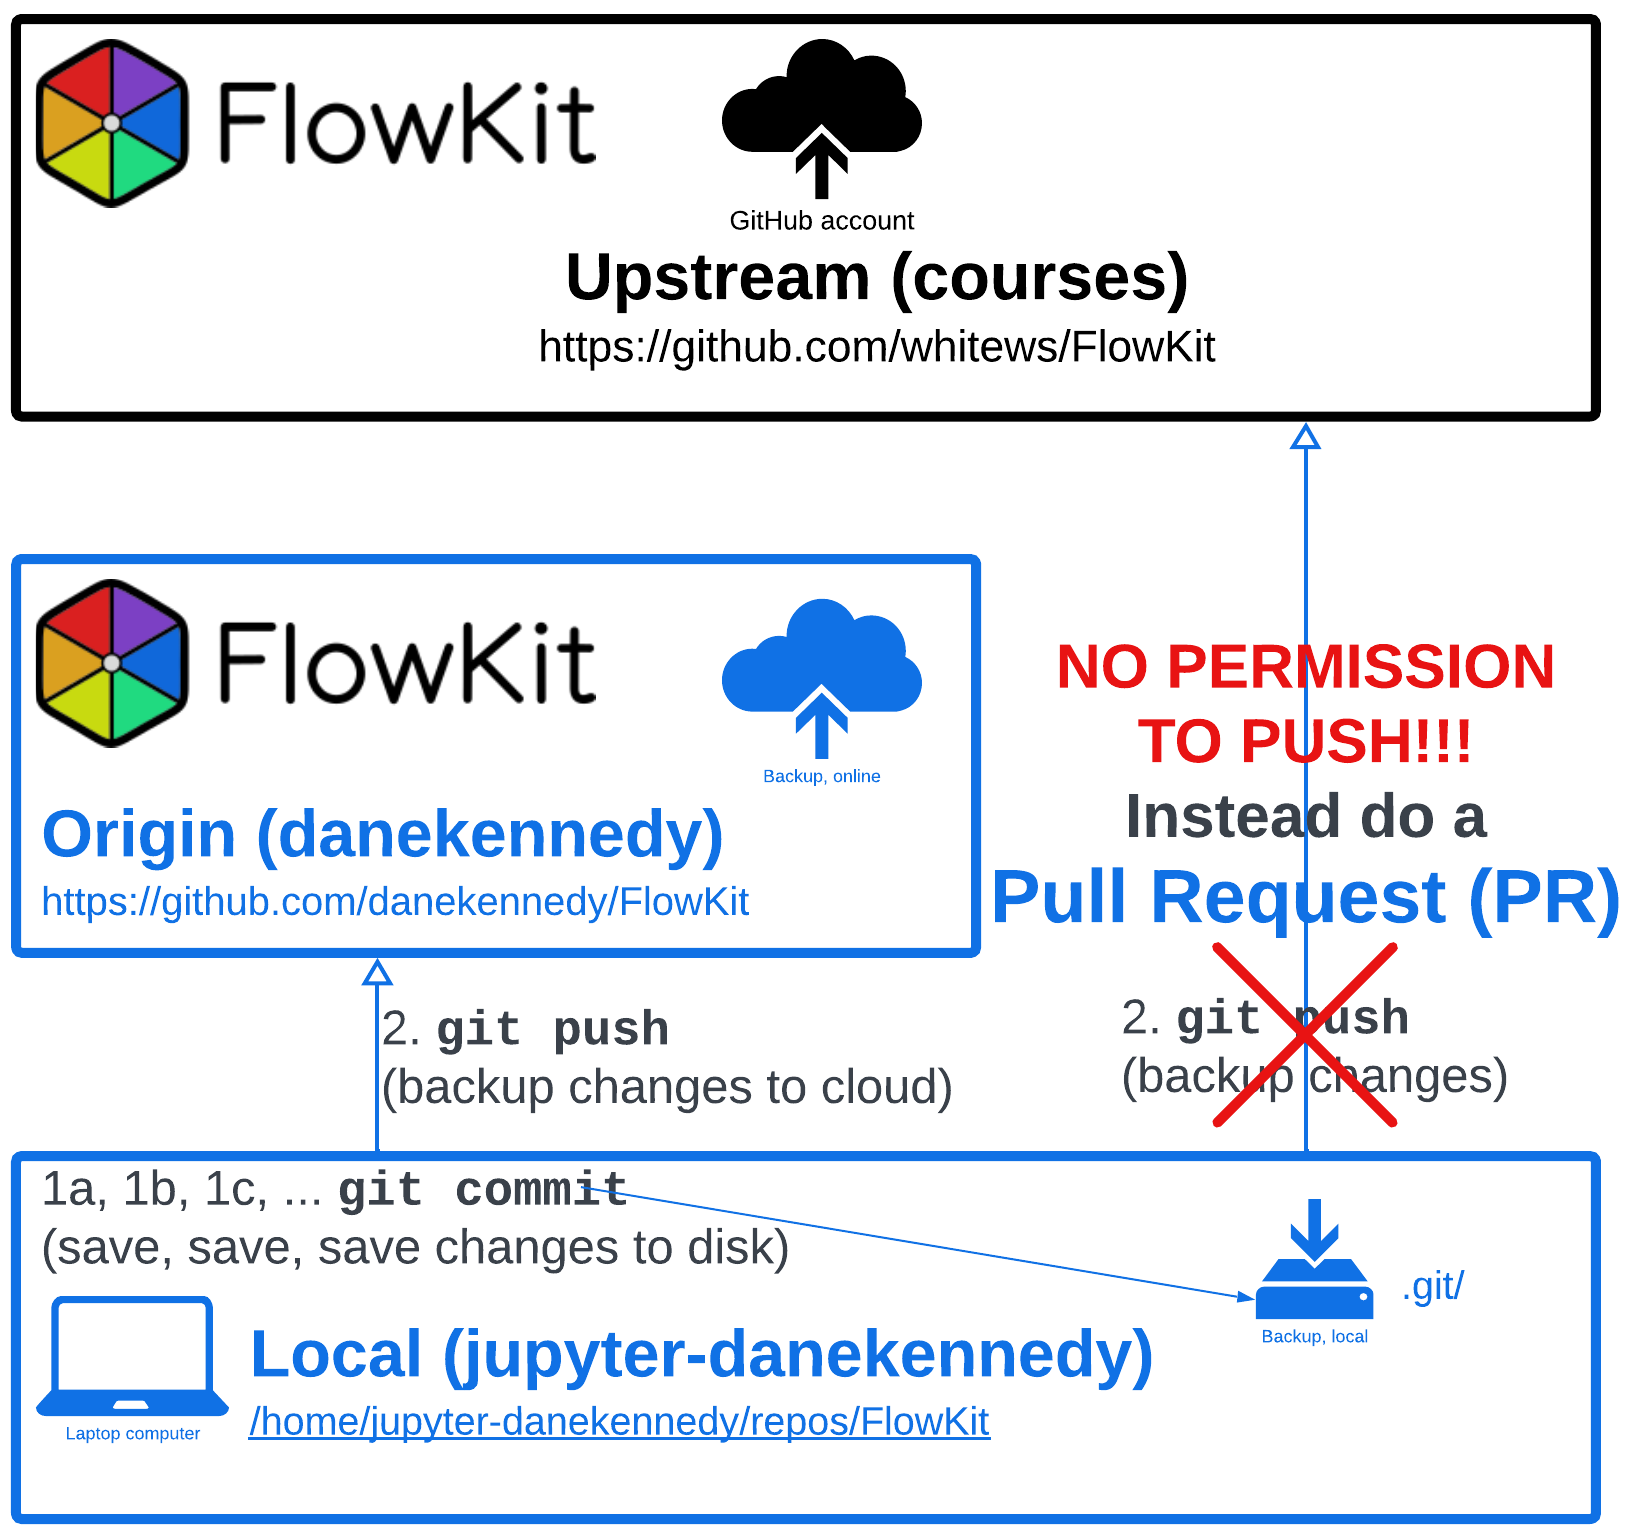 FlowKit
GitHub account
Upstream (courses)
https://github.com/whitews/FlowKit
FlowKit
Backup, online
Origin (danekennedy)
https://github.com/danekennedy/FlowKit
NO PERMISSION
TO PUSH!!!
Instead do a
Pull Request (PR)
2. git push
(backup changes to cloud)
2. git push
(backup changes)
1a, 1b, 1c, ... git commit
(save, save, save changes to disk)
.git/
Backup, local
Local (jupyter-danekennedy)
/home/jupyter-danekennedy/repos/FlowKit
Laptop computer